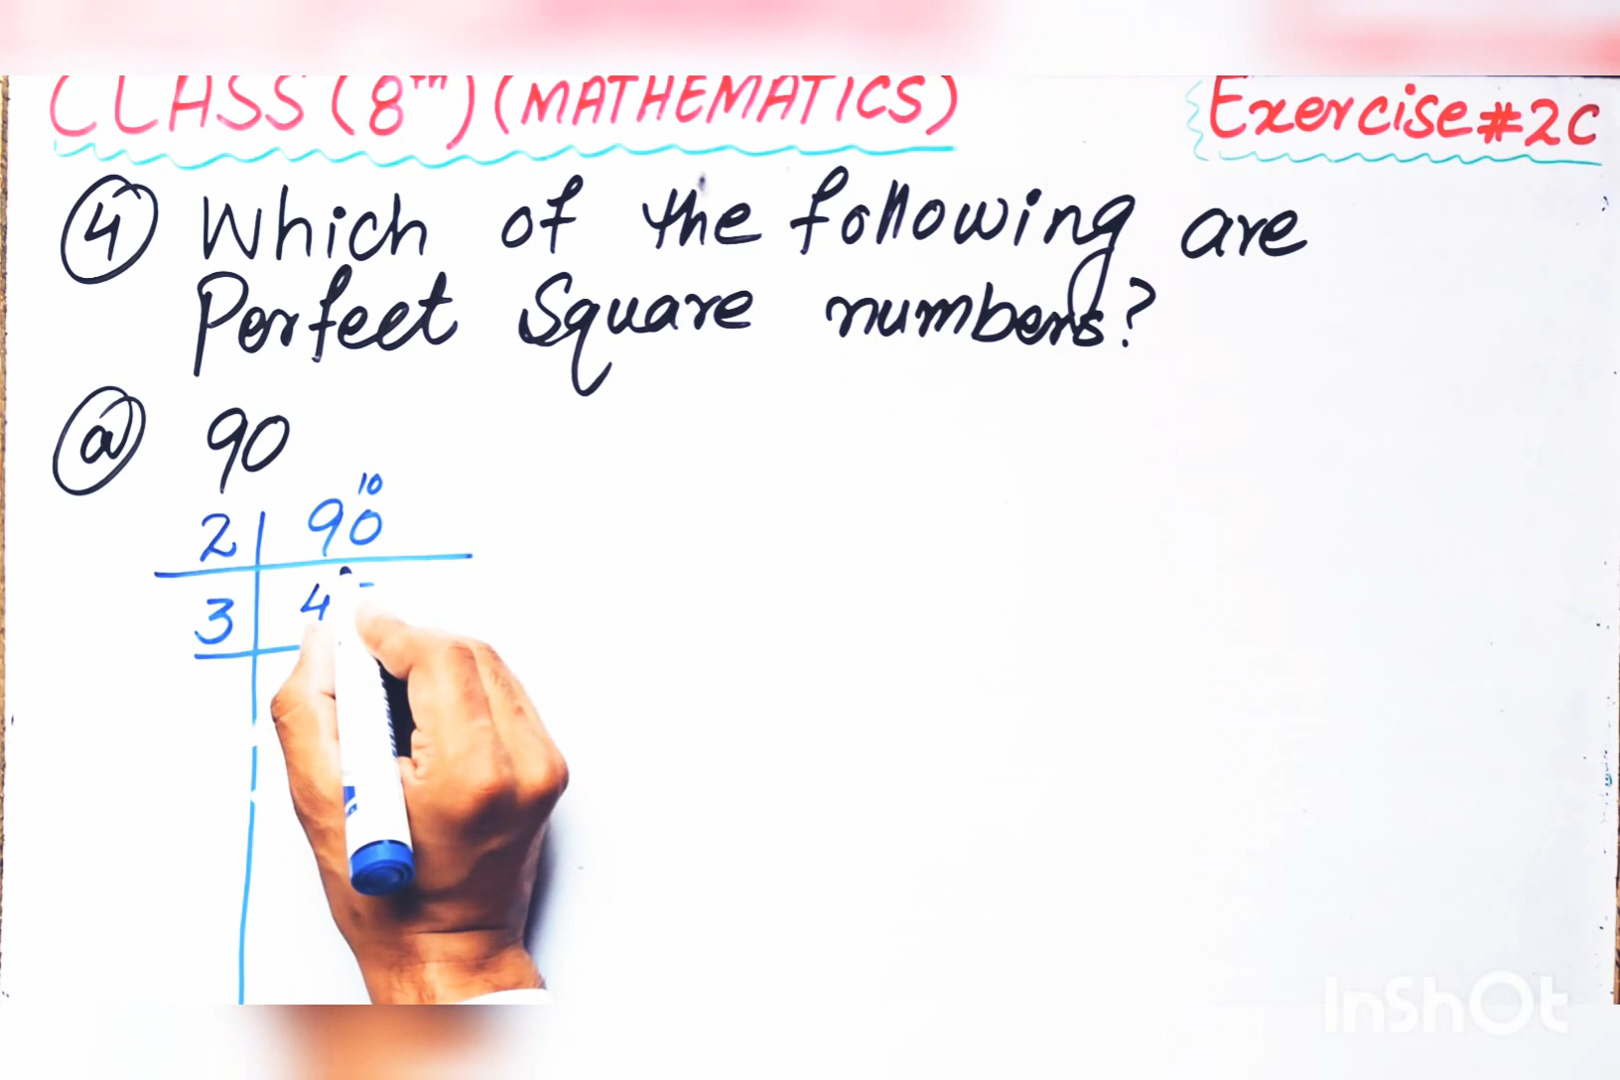 CLASS (8th) (MATHEMATICS)
Exercise#2C
4 Which of the following are
Perfect Square numbers?
a 90
10
2 90
3 4
InShOt